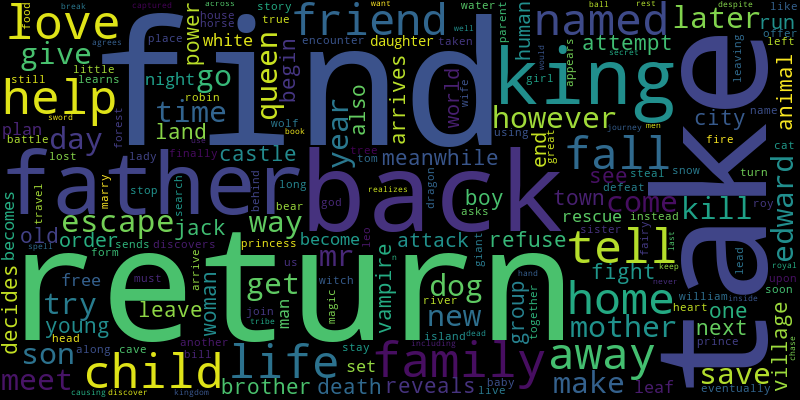 find
return
take
back
father
king
love
help
friend
named
later
run
give
power
house
horse
white
queen
begin
daughter
story
across
true
place
encounter
taken
water
well
want
ball
rest
despite
like
offer
left
parent
human
attempt
appears
girl
secret
would
leaving
food
break
agrees
captured
little
learns
still
night
go
robin
wolf
book
sword
plan
battle
day
time
land
year
also
arrives
world
wife
however
using
end
great
journey
men
city
name
fire
animal
cat
turn
forest
lost
lady
finally
castle
meanwhile
tree
tom
fall
see
steal
snow
defeat
roy
travel
marry
stop
search
behind
long
bear
god
realizes
dragon
boy
asks
town
come
rescue
instead
kill
edward
becomes
escape
jack
way
old
order
sends
discovers
princess
become
attack
refuse
giant
tell
sister
fairy
last
lead
royal
upon
soon
form
spell
us
mr
leo
vampire
dog
river
group
hand
together
fight
home
william
inside
keep
never
heart
one
next
prince
decides
try
free
must
arrive
woman
get
witch
magic
join
man
tribe
leave
young
head
new
island
dead
mother
village
chase
son
along
cave
another
bill
life
set
stay
family
including
away
save
meet
child
brother
death
reveals
baby
live
make
leaf
eventually
causing
discover
kingdom